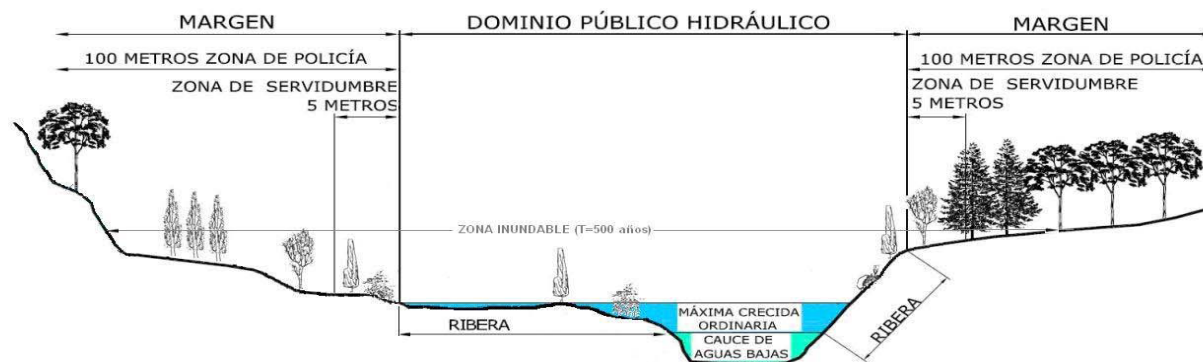 MARGEN
DOMINIO PÚBLICO HIDRÁULICO
MARGEN
100 METROS ZONA DE POLICÍA
100 METROS ZONA DE POLICÍA
ZONA DE SERVIDUMBRE
5 METROS
ZONA DE SERVIDUMBRE
5 METROS
ZONA INUNDABLE (T=500 años)
MÁXIMA CRECIDA
ORDINARIA
RIBERA
RIBERA
CAUCE DE
AGUAS BAJAS